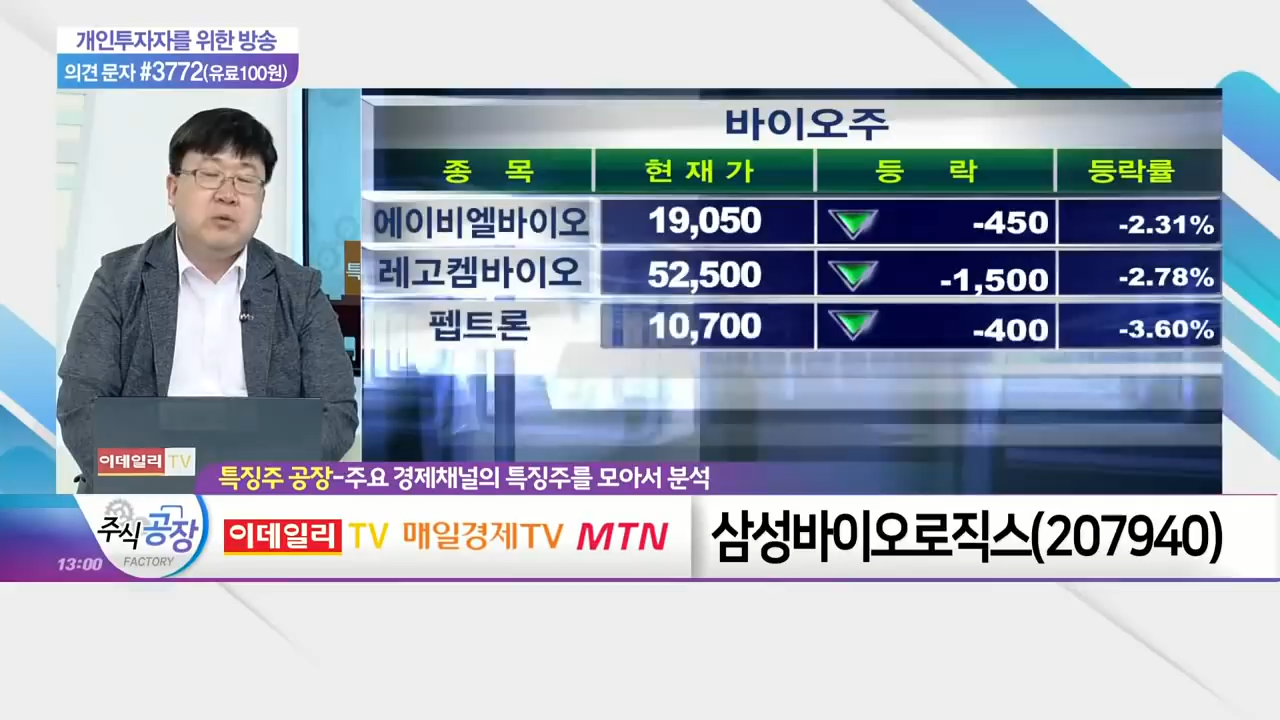 개인투자자를 위한 방송
의견 문자 #3772(유료100원)
바이오주
종 목 현 재 가 등 락 등락률
에이비엘바이오 19,050 -450 -2.31%
레고켐바이오 52,500 -1,500 -2.78%
펩트론 10,700 -400 -3.60%
특
이데일리 TV
특징주 공장-주요 경제채널의 특징주를 모아서 분석
주식공장
FACTORY
13:00
이데일리 TV 매일경제TV MTN
삼성바이오로직스(207940)